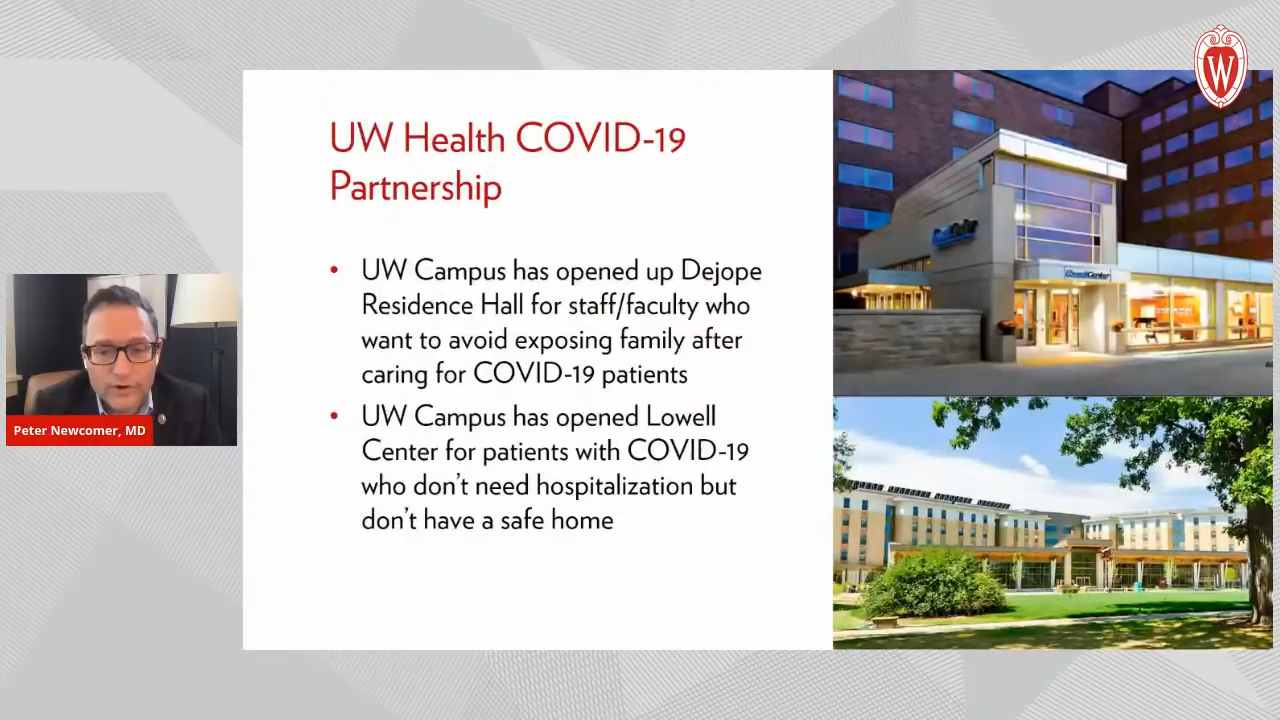 UW Health COVID-19
Partnership
• UW Campus has opened up Dejope
Residence Hall for staff/faculty who
want to avoid exposing family after
caring for COVID-19 patients
• UW Campus has opened Lowell
Center for patients with COVID-19
who don't need hospitalization but
don't have a safe home
Peter Newcomer, MD
W